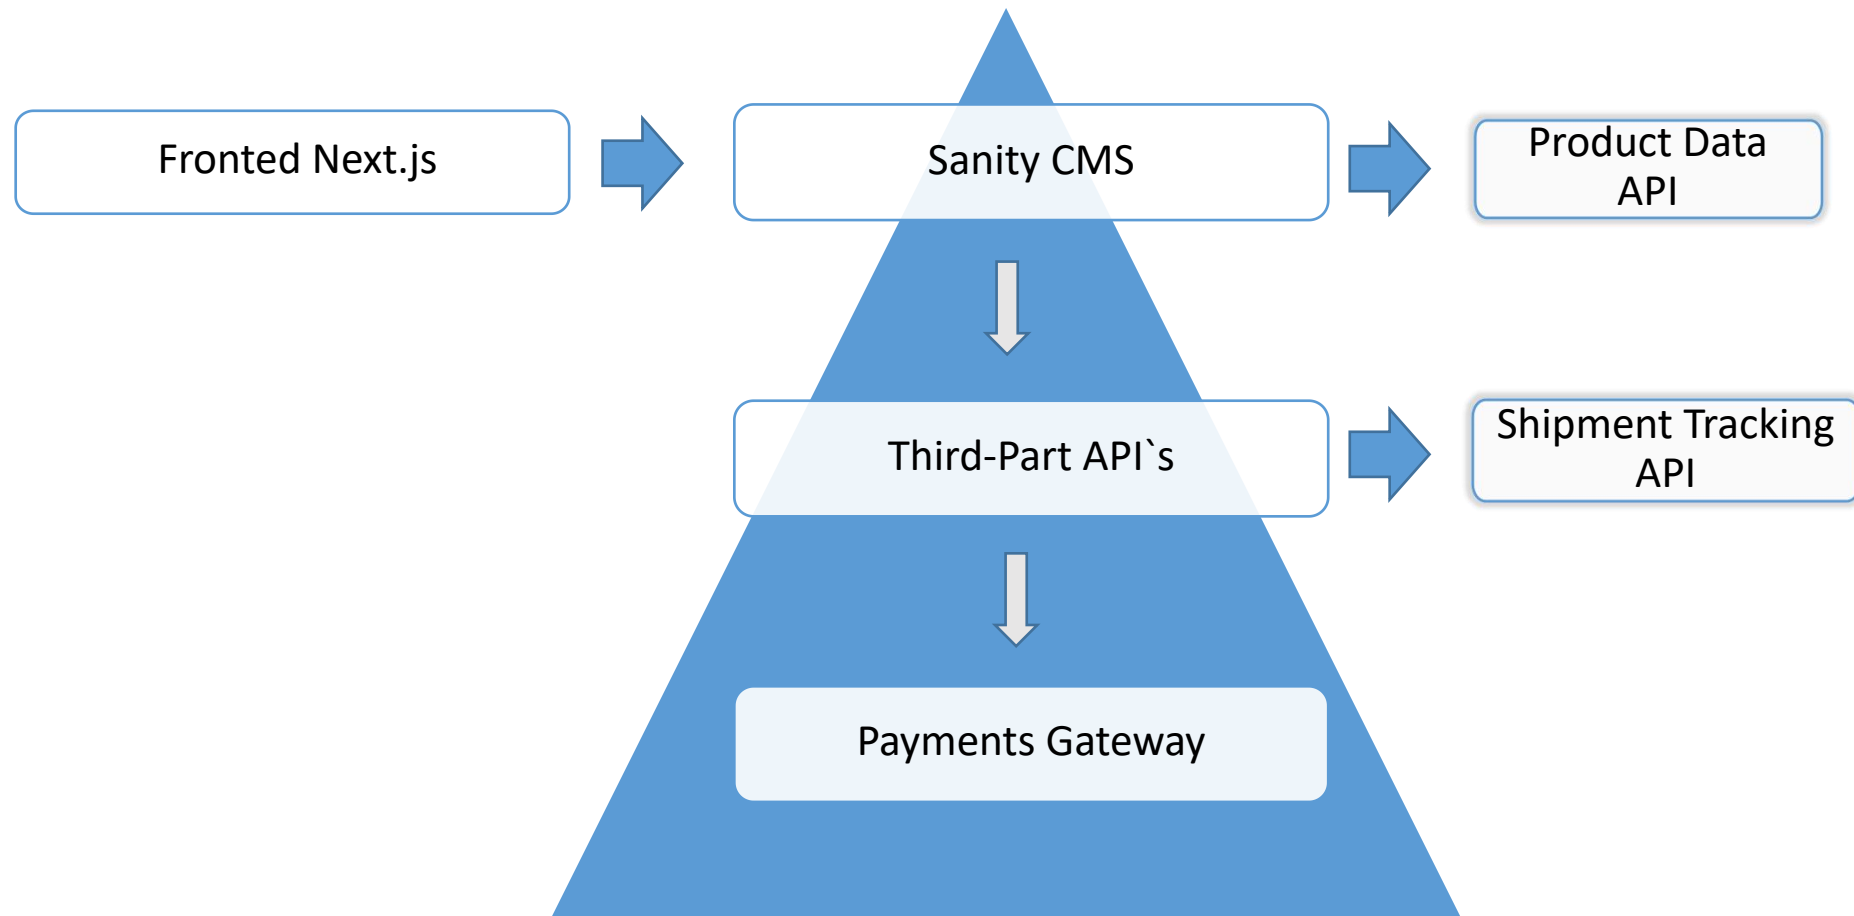 Fronted Next.js
Sanity CMS
Product Data
API
Third-Part API`s
Shipment Tracking
API
Payments Gateway